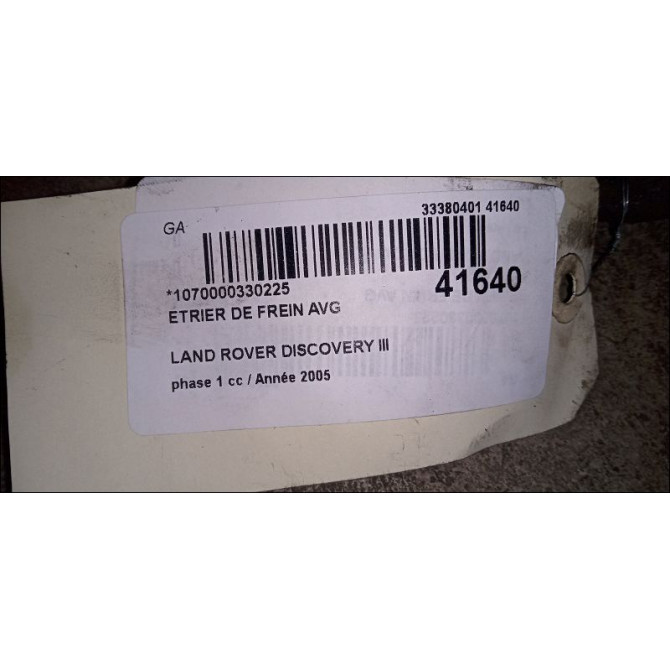 33380401 41640
GA
*1070000330225
41640
ETRIER DE FREIN AVG
LAND ROVER DISCOVERY III
phase 1 cc / Année 2005